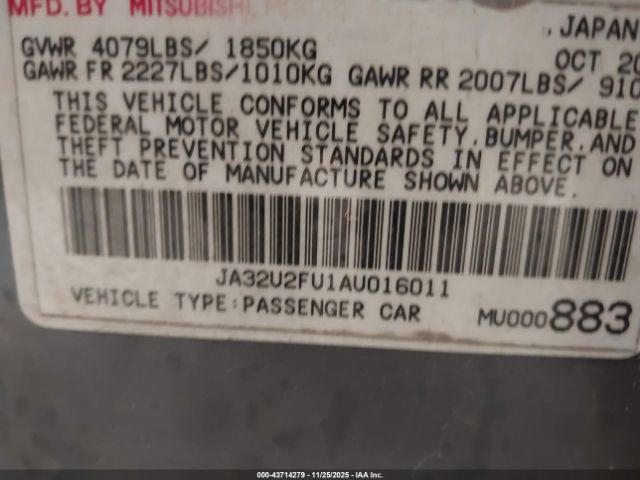 MFD. BY MITSUBISHI
, JAPAN
GVWR 4079LBS/ 1850KG
OCT 20
GAWR FR 2227LBS/1010KG GAWR RR 2007LBS/ 910
THIS VEHICLE CONFORMS TO ALL APPLICABLE
FEDERAL MOTOR VEHICLE SAFETY, BUMPER, AND
THEFT PREVENTION STANDARDS IN EFFECT ON
THE DATE OF MANUFACTURE SHOWN ABOVE.
JA32U2FU1AU016011
VEHICLE TYPE:PASSENGER CAR
MU000883
000-43714279 - 11/25/2025 - IAA Inc.